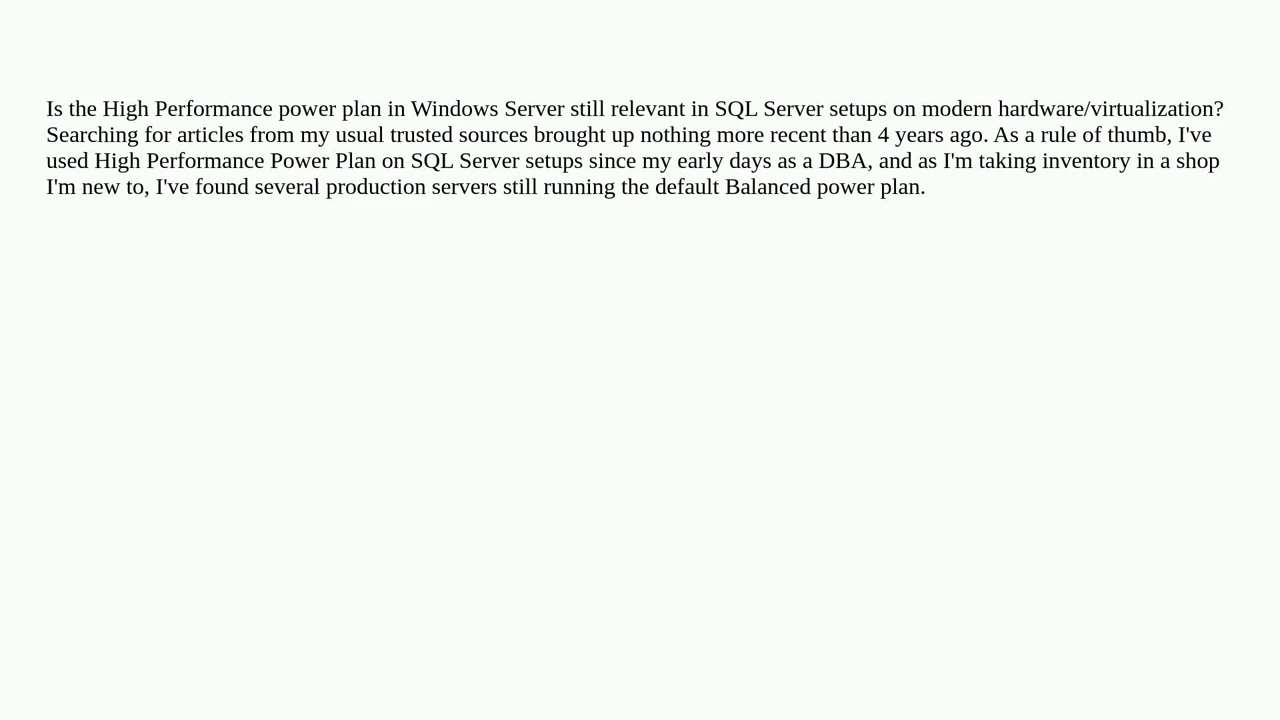 Is the High Performance power plan in Windows Server still relevant in SQL Server setups on modern hardware/virtualization?
Searching for articles from my usual trusted sources brought up nothing more recent than 4 years ago. As a rule of thumb, I've
used High Performance Power Plan on SQL Server setups since my early days as a DBA, and as I'm taking inventory in a shop
I'm new to, I've found several production servers still running the default Balanced power plan.